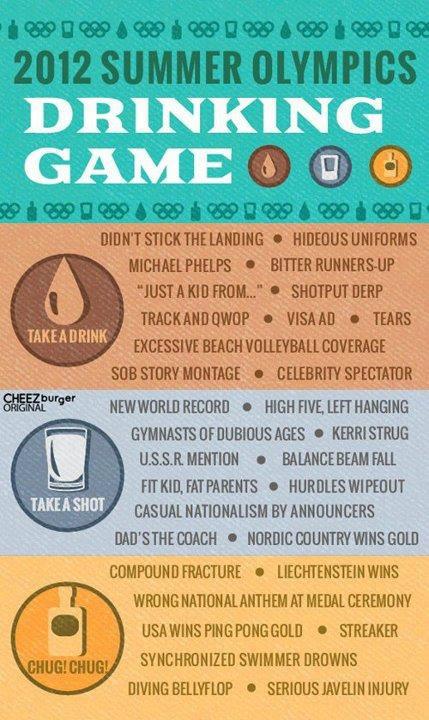 2012 SUMMER OLYMPICS
DRINKING
GAME
TAKE A DRINK
DIDN'T STICK THE LANDING • HIDEOUS UNIFORMS
MICHAEL PHELPS • BITTER RUNNERS-UP
"JUST A KID FROM..." • SHOTPUT DERP
TRACK AND QWOP • VISA AD • TEARS
EXCESSIVE BEACH VOLLEYBALL COVERAGE
SOB STORY MONTAGE • CELEBRITY SPECTATOR
CHEEZburger
ORIGINAL
TAKE A SHOT
NEW WORLD RECORD • HIGH FIVE, LEFT HANGING
GYMNASTS OF DUBIOUS AGES • KERRI STRUG
U.S.S.R. MENTION • BALANCE BEAM FALL
FIT KID, FAT PARENTS • HURDLES WIPEOUT
CASUAL NATIONALISM BY ANNOUNCERS
DAD'S THE COACH • NORDIC COUNTRY WINS GOLD
CHUG! CHUG!
COMPOUND FRACTURE • LIECHTENSTEIN WINS
WRONG NATIONAL ANTHEM AT MEDAL CEREMONY
USA WINS PING PONG GOLD • STREAKER
SYNCHRONIZED SWIMMER DROWNS
DIVING BELLYFLOP • SERIOUS JAVELIN INJURY